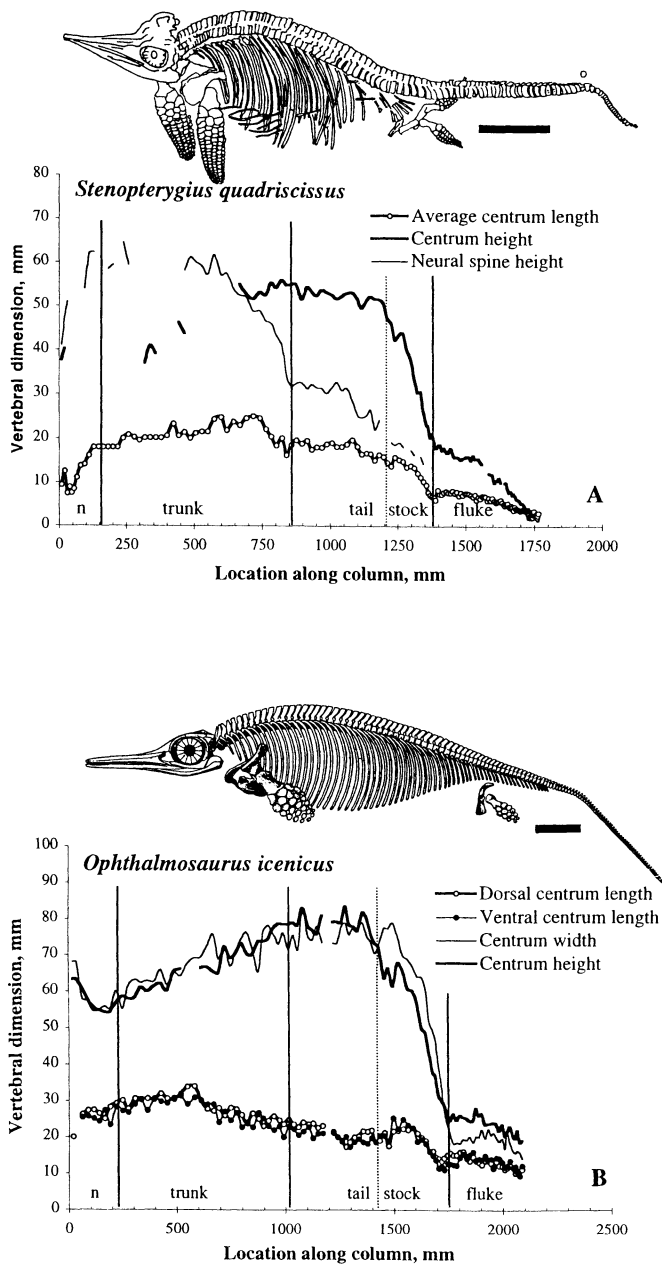 80
Stenopterygius quadriscissus
70
Average centrum length
Centrum height
60
Neural spine height
50
40
30
20
10
A
n trunk tail stock fluke
0
0 250 500 750 1000 1250 1500 1750 2000
Vertebral dimension, mm
Location along column, mm
100
Ophthalmosaurus icenicus
90
Dorsal centrum length
Ventral centrum length
80
Centrum width
Centrum height
70
60
50
40
30
20
10
B
n trunk tail stock fluke
0
0 500 1000 1500 2000 2500
Vertebral dimension, mm
Location along column, mm